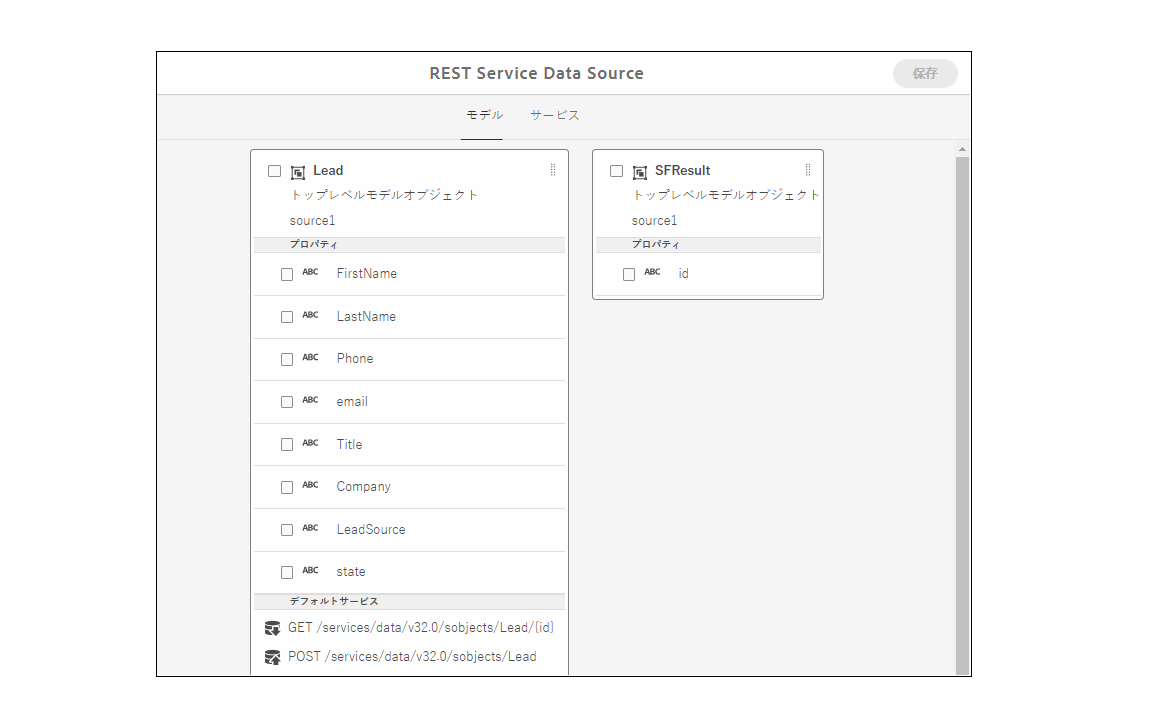 REST Service Data Source
保存
モデル
サービス
Lead
トップレベルモデルオブジェクト
source1
プロパティ
ABC FirstName
ABC LastName
ABC Phone
ABC email
ABC Title
ABC Company
ABC LeadSource
ABC state
デフォルトサービス
GET /services/data/v32.0/sobjects/Lead/{id}
POST /services/data/v32.0/sobjects/Lead
SFResult
トップレベルモデルオブジェクト
source1
プロパティ
ABC id